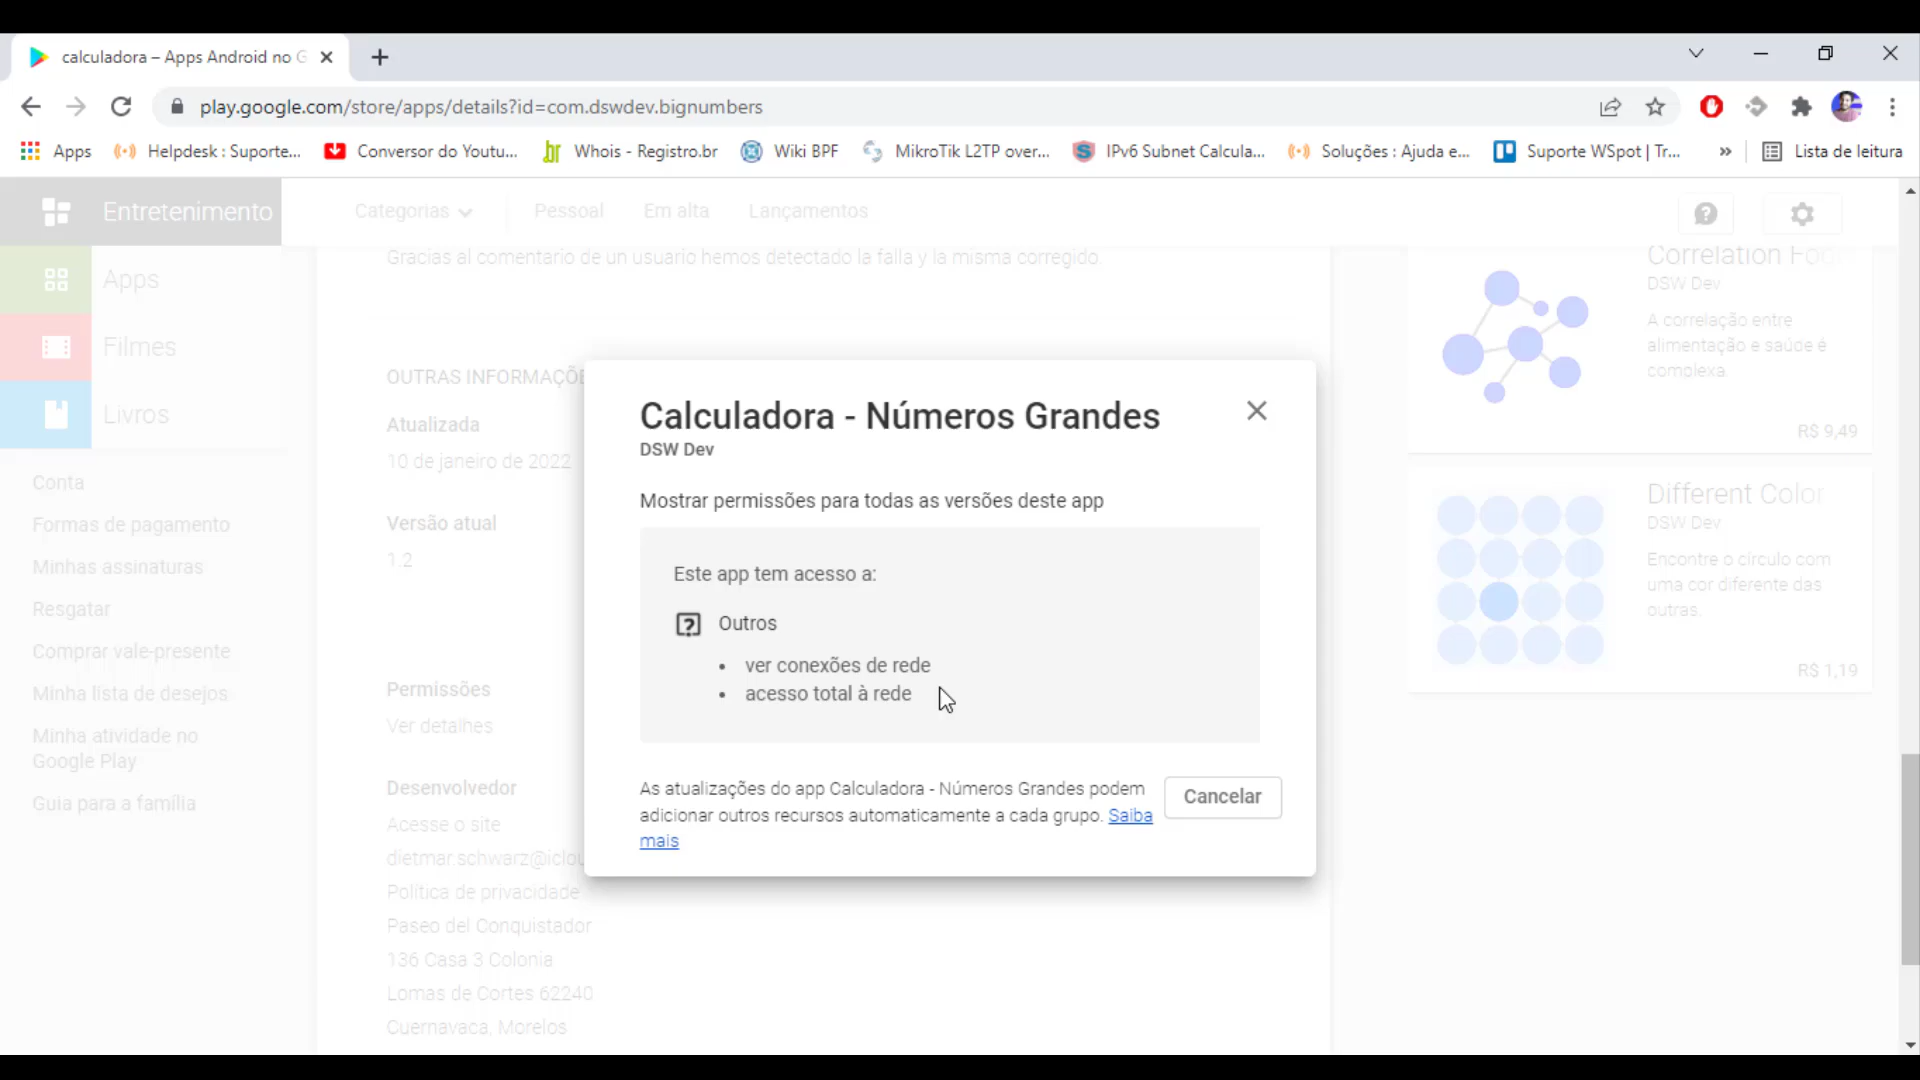 calculadora – Apps Android no G
play.google.com/store/apps/details?id=com.dswdev.bignumbers
Apps
Helpdesk : Suporte...
Conversor do Youtu...
Whois - Registro.br
Wiki BPF
MikroTik L2TP over...
IPv6 Subnet Calcula...
Soluções : Ajuda e...
Suporte WSpot | Tr...
»
Lista de leitura
Entretenimento
Categorias
Pessoal
Em alta
Lançamentos
Apps
Filmes
Livros
Conta
Formas de pagamento
Minhas assinaturas
Resgatar
Comprar vale-presente
Minha lista de desejos
Minha atividade no
Google Play
Guia para a família
Gracias al comentario de un usuario hemos detectado la falla y la misma corregido.
OUTRAS INFORMAÇÕE
Atualizada
10 de janeiro de 2022
Versão atual
1.2
Permissões
Ver detalhes
Desenvolvedor
Acesse o site
dietmar.schwarz@iclou
Política de privacidade
Paseo del Conquistador
136 Casa 3 Colonia
Lomas de Cortes 62240
Cuernavaca, Morelos
Calculadora - Números Grandes
DSW Dev
Mostrar permissões para todas as versões deste app
Este app tem acesso a:
Outros
• ver conexões de rede
• acesso total à rede
As atualizações do app Calculadora - Números Grandes podem
adicionar outros recursos automaticamente a cada grupo. Saiba
mais
Cancelar
Correlation Food
DSW Dev
A correlação entre
alimentação e saúde é
complexa.
R$ 9,49
Different Color
DSW Dev
Encontre o círculo com
uma cor diferente das
outras.
R$ 1,19